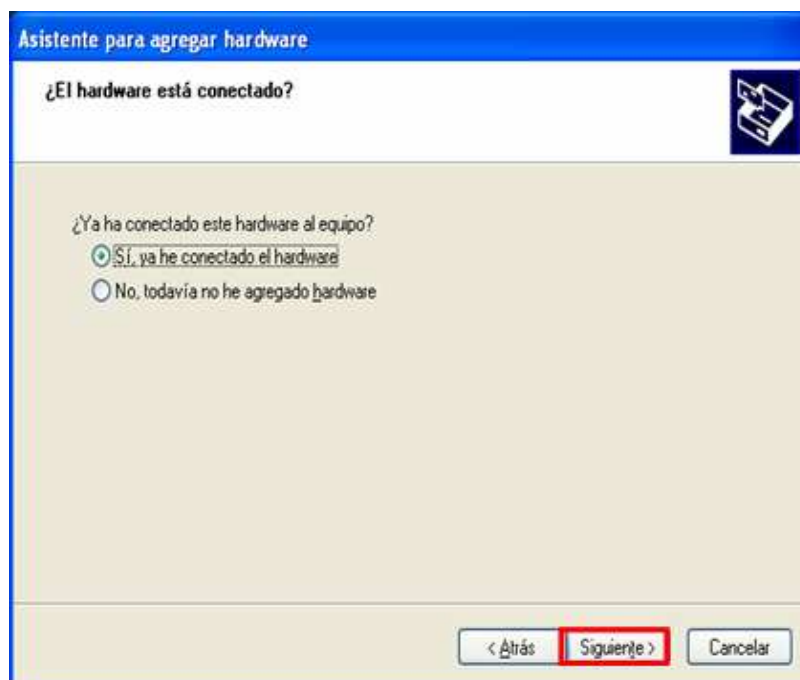 Asistente para agregar hardware
¿El hardware está conectado?
¿Ya ha conectado este hardware al equipo?
Sí, ya he conectado el hardware
No, todavía no he agregado hardware
< Atrás Siguiente > Cancelar